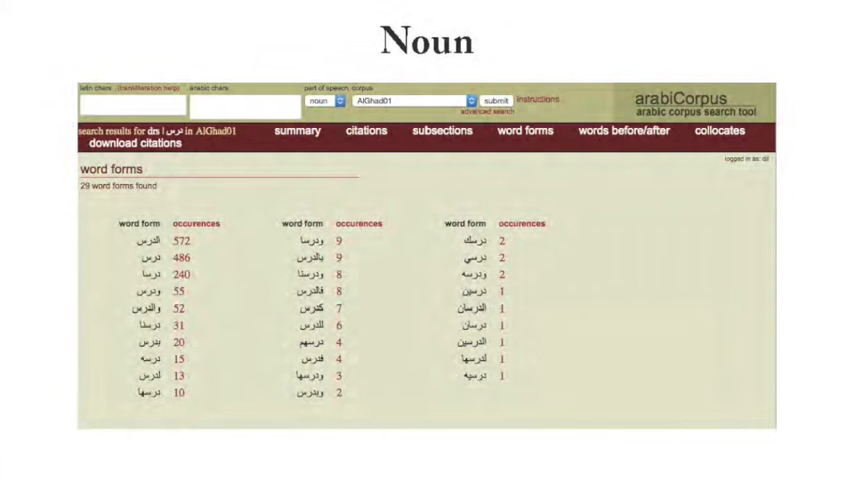 Noun
latin chars (transliteration help) arabic chars part of speech, corpus
noun AlGhad01 submit instructions
advanced search
arabiCorpus
arabic corpus search tool
search results for drs | درس in AlGhad01 summary citations subsections word forms words before/after collocates
download citations
logged in as: dil
word forms
29 word forms found
word form occurences word form occurences word form occurences
الدرس 572 ودرسا 9 درسك 2
درس 486 بالدرس 9 درسي 2
درسا 240 ودرسنا 8 ودرسه 2
ودرس 55 فالدرس 8 درسين 1
والدرس 52 كدرس 7 الدرسان 1
درسنا 31 للدرس 6 درسان 1
بدرس 20 درسهم 4 الدرسين 1
درسه 15 فدرس 4 لدرسها 1
لدرس 13 ودرسها 3 درسيه 1
درسها 10 وبدرس 2